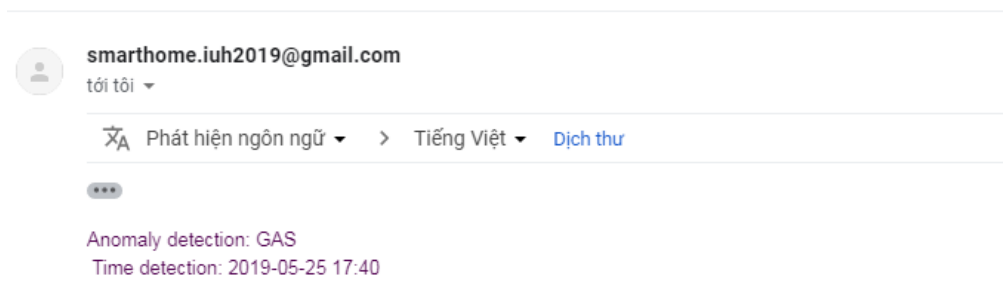 smarthome.iuh2019@gmail.com
tới tôi
Phát hiện ngôn ngữ > Tiếng Việt Dịch thư
Anomaly detection: GAS
Time detection: 2019-05-25 17:40